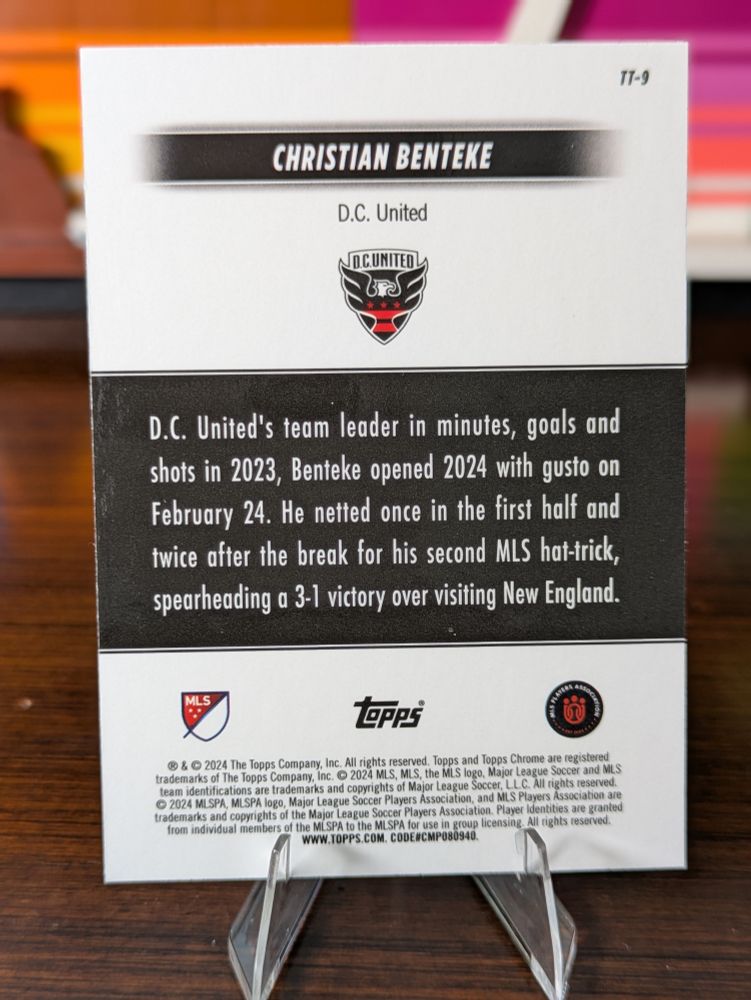 TT-9
CHRISTIAN BENTEKE
D.C. United
D.C.UNITED
D.C. United's team leader in minutes, goals and
shots in 2023, Benteke opened 2024 with gusto on
February 24. He netted once in the first half and
twice after the break for his second MLS hat-trick,
spearheading a 3-1 victory over visiting New England.
MLS
Topps®
MLS PLAYERS ASSOCIATION
® & © 2024 The Topps Company, Inc. All rights reserved. Topps and Topps Chrome are registered
trademarks of The Topps Company, Inc. © 2024 MLS, MLS, the MLS logo, Major League Soccer and MLS
team identifications are trademarks and copyrights of Major League Soccer, L.L.C. All rights reserved.
© 2024 MLSPA, MLSPA logo, Major League Soccer Players Association, and MLS Players Association are
trademarks and copyrights of the Major League Soccer Players Association. Player Identities are granted
from individual members of the MLSPA to the MLSPA for use in group licensing. All rights reserved.
WWW.TOPPS.COM. CODE#CMP080940.